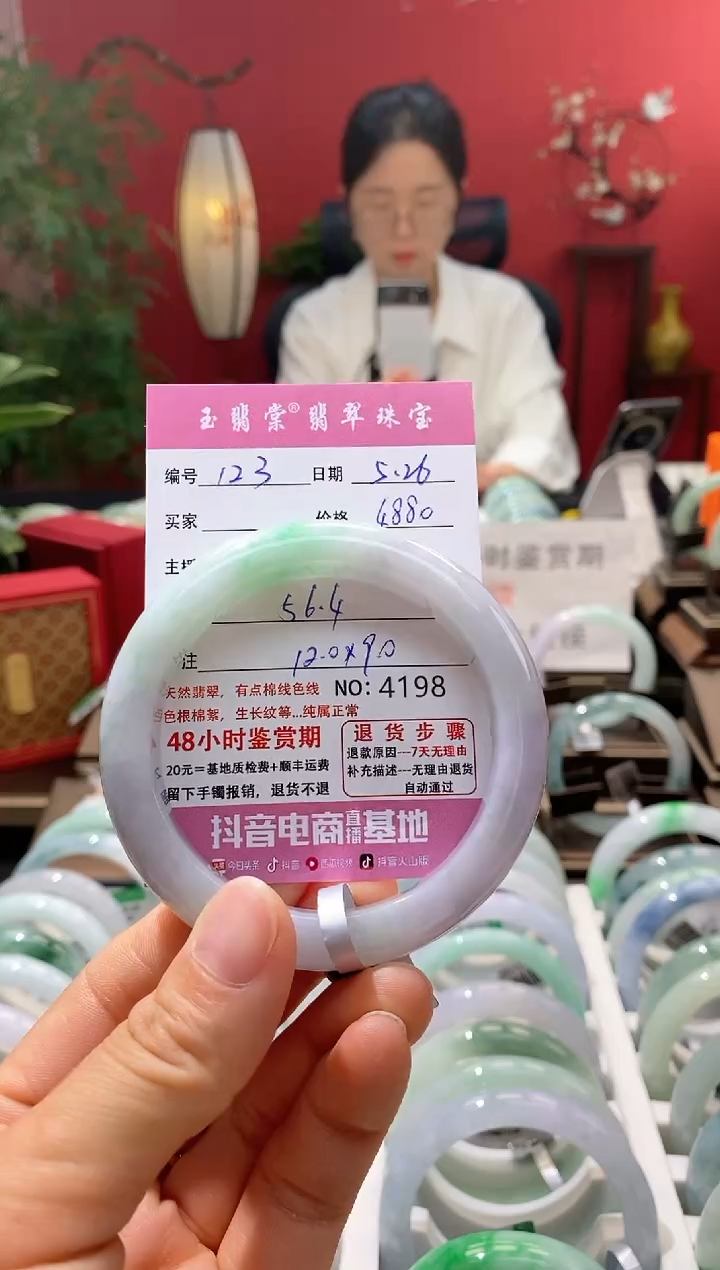 玉翡棠®翡翠珠宝
编号 123 日期 5.26
买家 价格 4880
主播
56.4
注 12.0×9.0
天然翡翠，有点棉线色线 NO: 4198
色根棉絮，生长纹等...纯属正常
48小时鉴赏期
20元=基地质检费+顺丰运费
留下手镯报销，退货不退
退货步骤
退款原因---7天无理由
补充描述---无理由退货
自动通过
抖音电商直播基地
今日头条 抖音 西瓜视频 抖音火山版
时鉴赏期